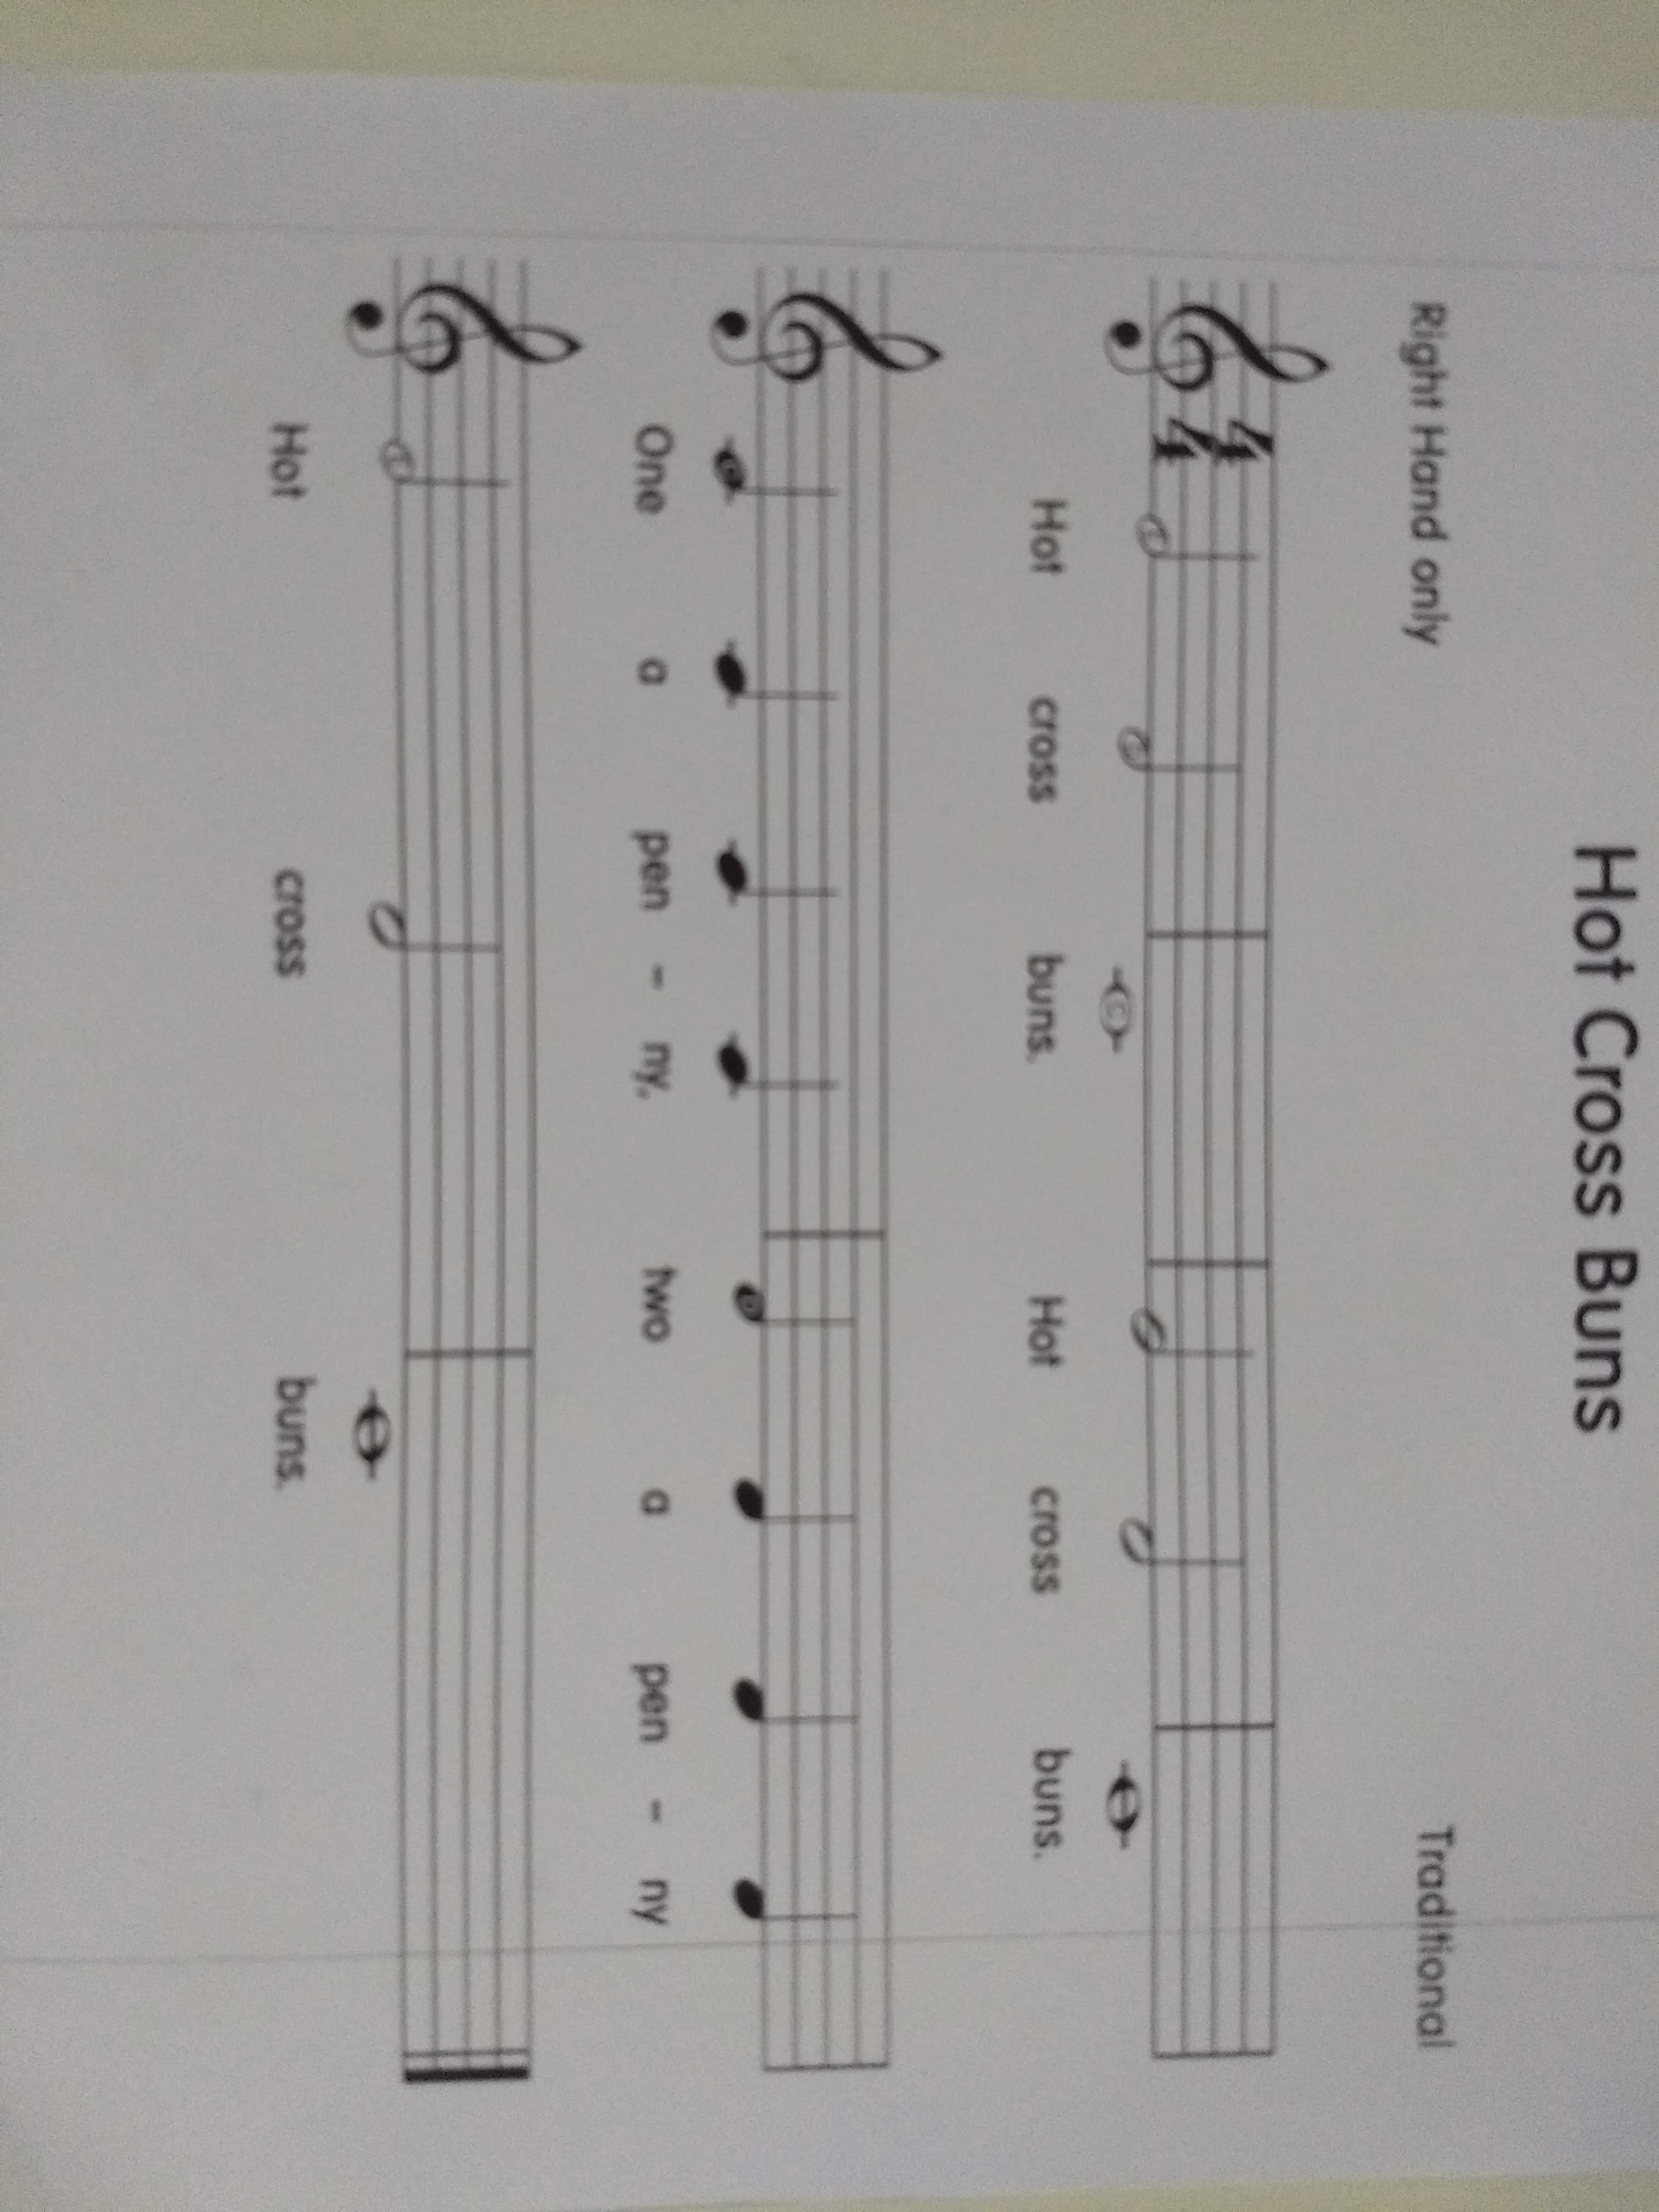 Hot Cross Buns
Right Hand only Traditional
4
4
Hot cross buns. Hot cross buns.
One a pen - ny, two a pen - ny
Hot cross buns.